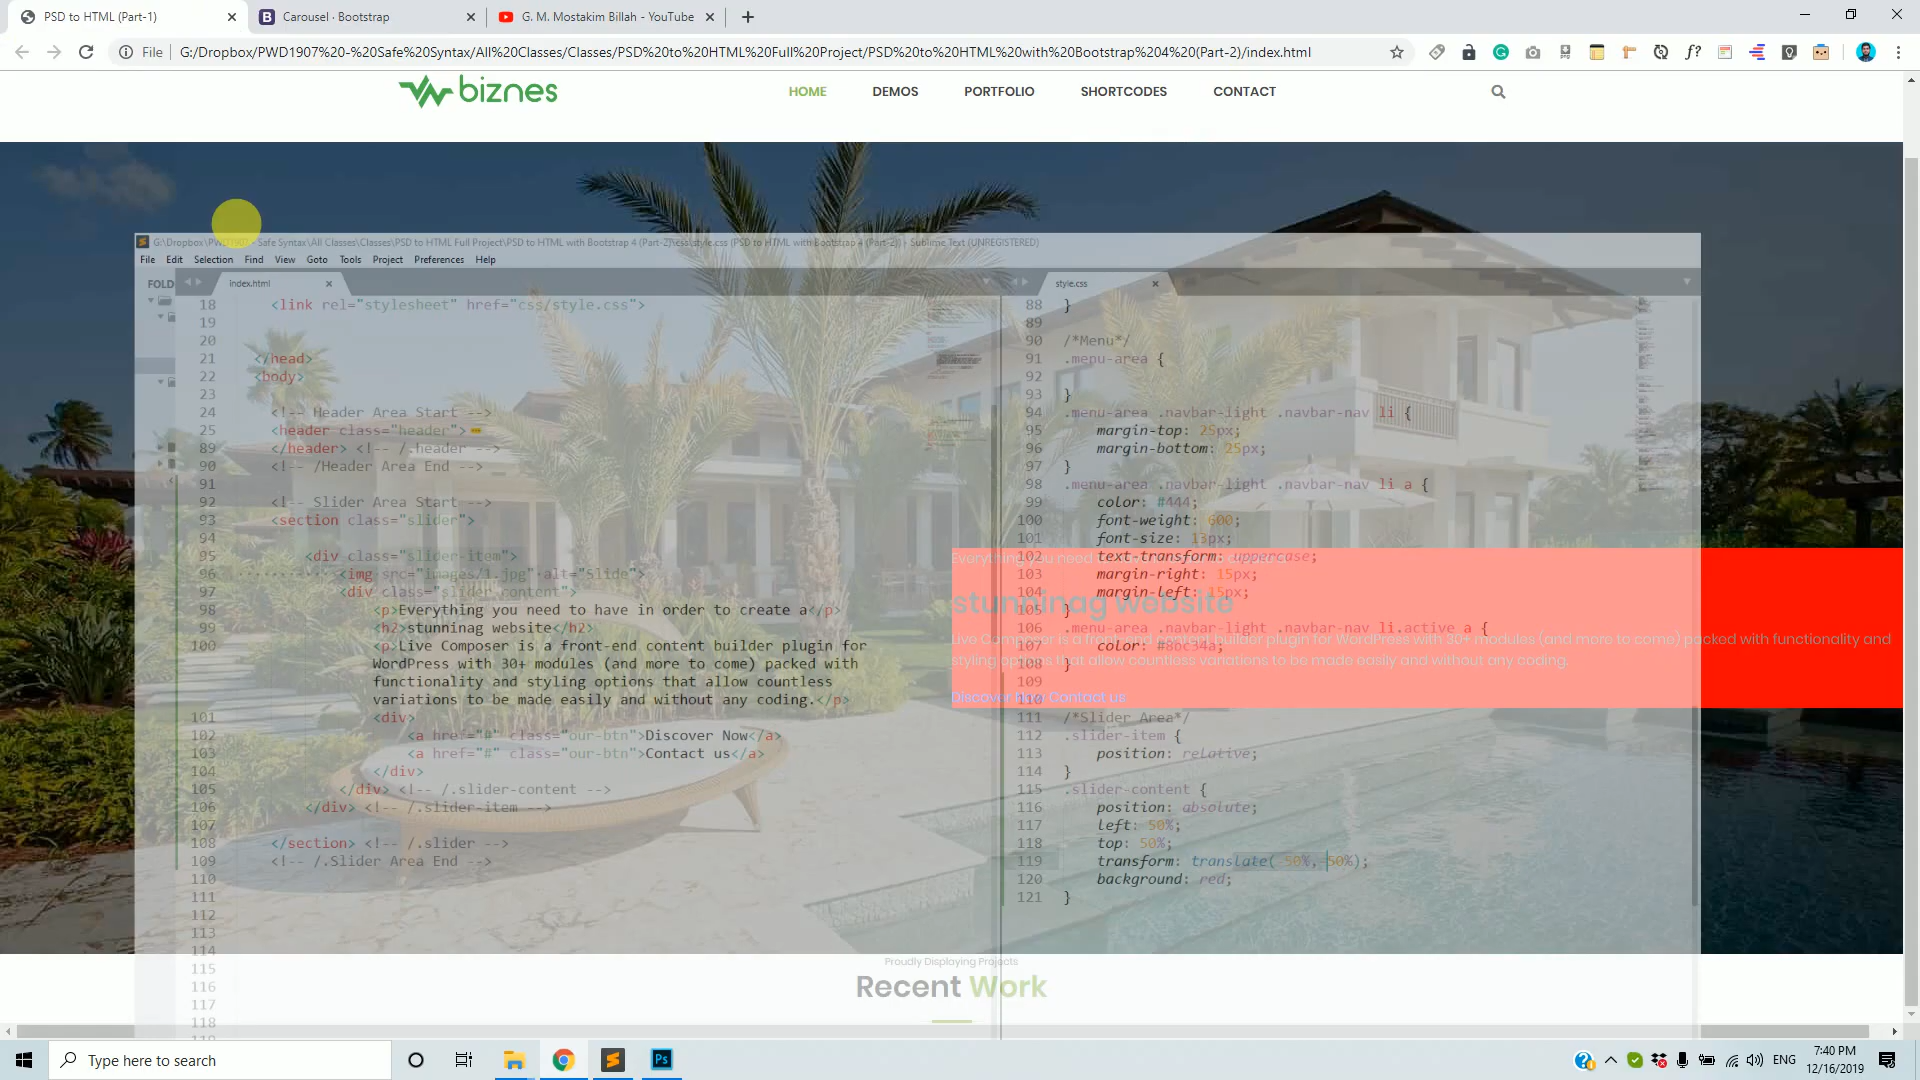 PSD to HTML (Part-1)
Carousel · Bootstrap
G. M. Mostakim Billah - YouTube
File
G:/Dropbox/PWD1907%20-%20Safe%20Syntax/All%20Classes/Classes/PSD%20to%20HTML%20Full%20Project/PSD%20to%20HTML%20with%20Bootstrap%204%20(Part-2)/index.html
biznes
HOME
DEMOS
PORTFOLIO
SHORTCODES
CONTACT
G:\Dropbox\PWD1907 - Safe Syntax\All Classes\Classes\PSD to HTML Full Project\PSD to HTML with Bootstrap 4 (Part-2)\css\style.css (PSD to HTML with Bootstrap 4 (Part-2)) - Sublime Text (UNREGISTERED)
File Edit Selection Find View Goto Tools Project Preferences Help
FOLD
index.html
18 <link rel="stylesheet" href="css/style.css">
19
20
21 </head>
22 <body>
23
24 <!-- Header Area Start -->
25 <header class="header">
89 </header> <!-- /.header -->
90 <!-- /Header Area End -->
91
92 <!-- Slider Area Start -->
93 <section class="slider">
94
95 <div class="slider-item">
96 <img src="images/1.jpg" alt="Slide">
97 <div class="slider-content">
98 <p>Everything you need to have in order to create a</p>
99 <h2>stunninag website</h2>
100 <p>Live Composer is a front-end content builder plugin for
WordPress with 30+ modules (and more to come) packed with
functionality and styling options that allow countless
variations to be made easily and without any coding.</p>
101 <div>
102 <a href="#" class="our-btn">Discover Now</a>
103 <a href="#" class="our-btn">Contact us</a>
104 </div>
105 </div> <!-- /.slider-content -->
106 </div> <!-- /.slider-item -->
107
108 </section> <!-- /.slider -->
109 <!-- /.Slider Area End -->
110
111
112
113
114
115
116
117
118
style.css
88 }
89
90 /*Menu*/
91 .menu-area {
92
93 }
94 .menu-area .navbar-light .navbar-nav li {
95 margin-top: 25px;
96 margin-bottom: 25px;
97 }
98 .menu-area .navbar-light .navbar-nav li a {
99 color: #444;
100 font-weight: 600;
101 font-size: 13px;
102 text-transform: uppercase;
103 margin-right: 15px;
104 margin-left: 15px;
105 }
106 .menu-area .navbar-light .navbar-nav li.active a {
107 color: #8bc34a;
108 }
109
110
111 /*Slider Area*/
112 .slider-item {
113 position: relative;
114 }
115 .slider-content {
116 position: absolute;
117 left: 50%;
118 top: 50%;
119 transform: translate(-50%,-50%);
120 background: red;
121 }
Everything you need
stunninag website
Live Composer is a front-end content builder plugin for WordPress with 30+ modules (and more to come) packed with functionality and
styling options that allow countless variations to be made easily and without any coding.
Discover Now Contact us
Proudly Displaying Projects
Recent Work
Type here to search
Ps
ENG
7:40 PM
12/16/2019